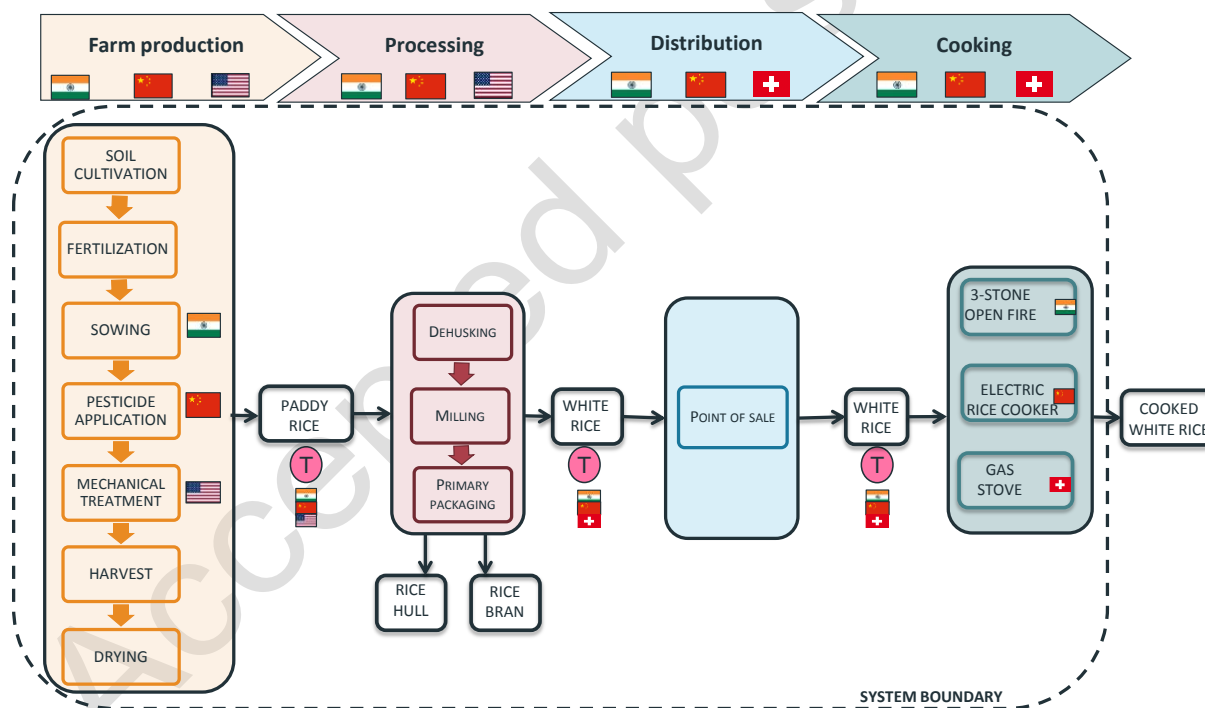 Farm production
Processing
Distribution
Cooking
SOIL
CULTIVATION
FERTILIZATION
SOWING
PESTICIDE
APPLICATION
MECHANICAL
TREATMENT
HARVEST
DRYING
PADDY
RICE
T
DEHUSKING
MILLING
PRIMARY
PACKAGING
RICE
HULL
RICE
BRAN
WHITE
RICE
T
POINT OF SALE
WHITE
RICE
T
3-STONE
OPEN FIRE
ELECTRIC
RICE COOKER
GAS
STOVE
COOKED
WHITE RICE
SYSTEM BOUNDARY
Accepted